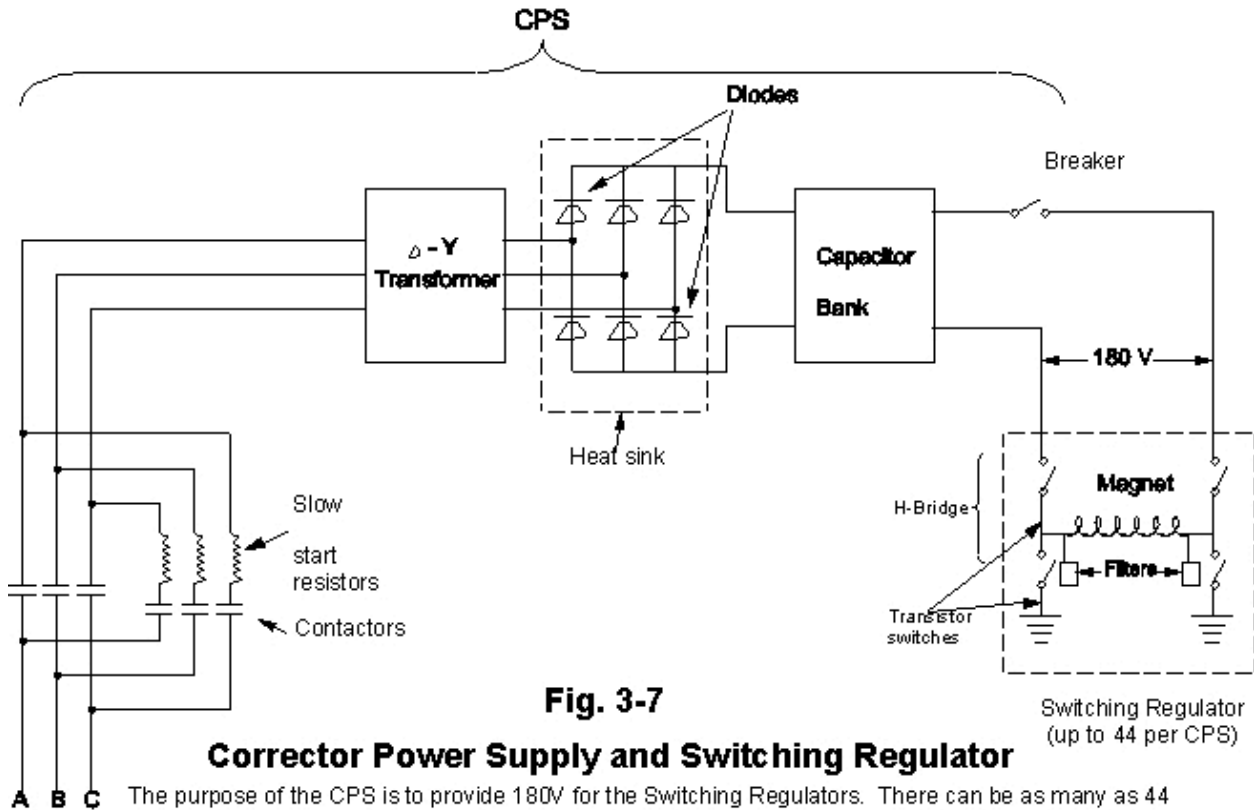 CPS
Diodes
Breaker
Δ - Y
Transformer
Capacitor
Bank
180 V
Heat sink
Slow
start
resistors
Contactors
H-Bridge
Magnet
Filters
Transistor
switches
Switching Regulator
(up to 44 per CPS)
Fig. 3-7
Corrector Power Supply and Switching Regulator
A B C
The purpose of the CPS is to provide 180V for the Switching Regulators. There can be as many as 44